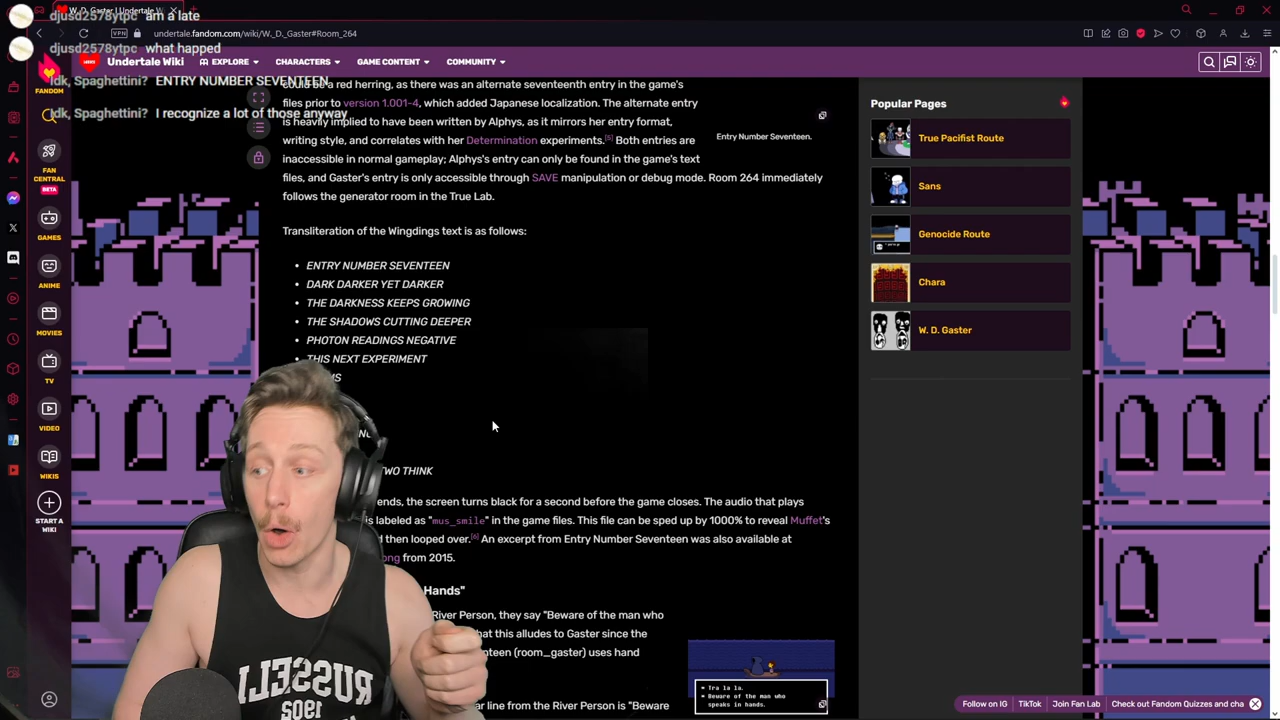 djusd2578ytpc am a late
W. D. Gaster | Undertale W
djusd2578ytpc what happed
VPN
undertale.fandom.com/wiki/W._D._Gaster#Room_264
Idk, Spaghettini? ENTRY NUMBER SEVENTEEN
Idk, Spaghettini? I recognize a lot of those anyway
Undertale Wiki
EXPLORE
CHARACTERS
GAME CONTENT
COMMUNITY
FANDOM
FAN CENTRAL
BETA
GAMES
ANIME
MOVIES
TV
VIDEO
WIKIS
START A WIKI
could be a red herring, as there was an alternate seventeenth entry in the game's
files prior to version 1.001-4, which added Japanese localization. The alternate entry
is heavily implied to have been written by Alphys, as it mirrors her entry format,
writing style, and correlates with her Determination experiments.[5] Both entries are
inaccessible in normal gameplay; Alphys's entry can only be found in the game's text
files, and Gaster's entry is only accessible through SAVE manipulation or debug mode. Room 264 immediately
follows the generator room in the True Lab.
Entry Number Seventeen.
Transliteration of the Wingdings text is as follows:
• ENTRY NUMBER SEVENTEEN
• DARK DARKER YET DARKER
• THE DARKNESS KEEPS GROWING
• THE SHADOWS CUTTING DEEPER
• PHOTON READINGS NEGATIVE
• THIS NEXT EXPERIMENT
TWO THINK
ends, the screen turns black for a second before the game closes. The audio that plays
is labeled as "mus_smile" in the game files. This file can be sped up by 1000% to reveal Muffet's
d then looped over.[6] An excerpt from Entry Number Seventeen was also available at
ong from 2015.
Hands"
River Person, they say "Beware of the man who
hat this alludes to Gaster since the
nteen (room_gaster) uses hand
ar line from the River Person is "Beware
* Tra la la.
* Beware of the man who
speaks in hands.
Popular Pages
True Pacifist Route
Sans
Genocide Route
Chara
W. D. Gaster
RUSSELL
1902
Follow on IG
TikTok
Join Fan Lab
Check out Fandom Quizzes and cha